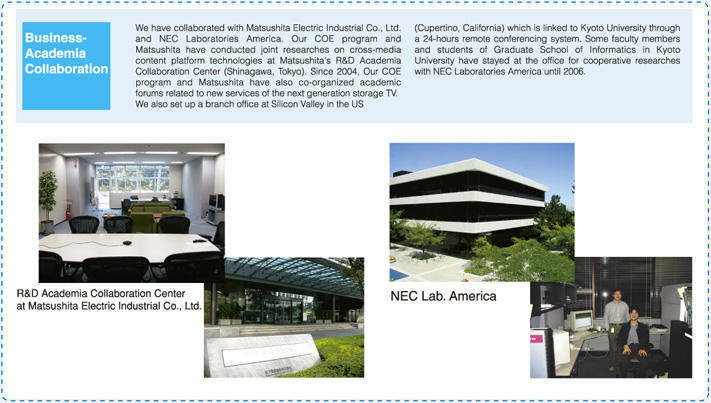 Business-
Academia
Collaboration
We have collaborated with Matsushita Electric Industrial Co., Ltd.
and NEC Laboratories America. Our COE program and
Matsushita have conducted joint researches on cross-media
content platform technologies at Matsushita's R&D Academia
Collaboration Center (Shinagawa, Tokyo). Since 2004, Our COE
program and Matsushita have also co-organized academic
forums related to new services of the next generation storage TV.
We also set up a branch office at Silicon Valley in the US
(Cupertino, California) which is linked to Kyoto University through
a 24-hours remote conferencing system. Some faculty members
and students of Graduate School of Informatics in Kyoto
University have stayed at the office for cooperative researches
with NEC Laboratories America until 2006.
R&D Academia Collaboration Center
at Matsushita Electric Industrial Co., Ltd.
NEC Lab. America